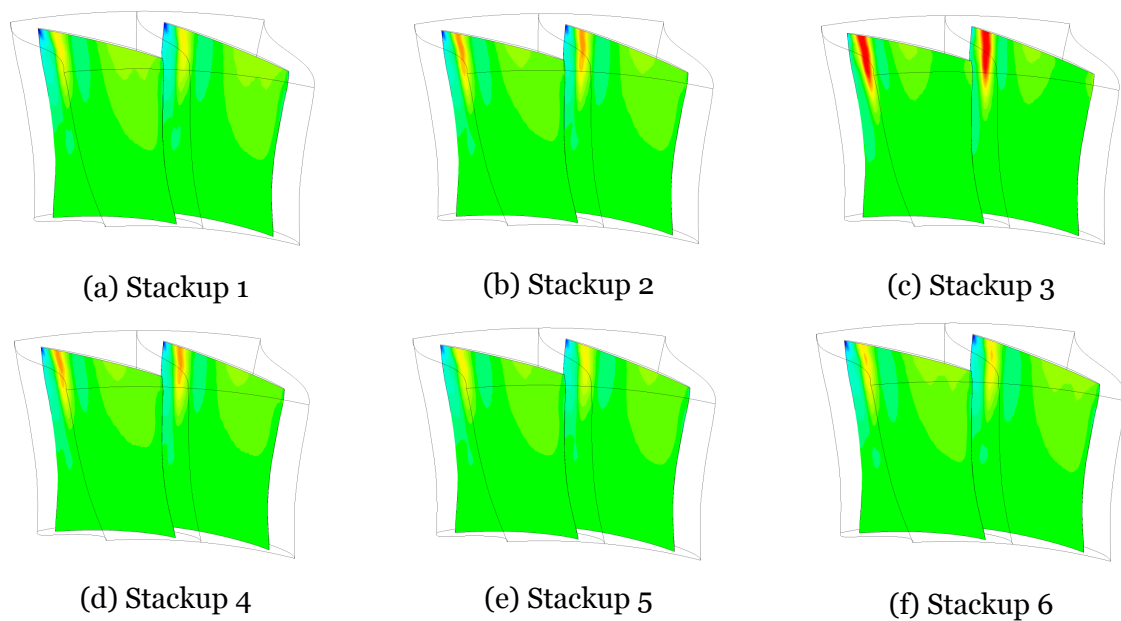 (a) Stackup 1
(b) Stackup 2
(c) Stackup 3
(d) Stackup 4
(e) Stackup 5
(f) Stackup 6